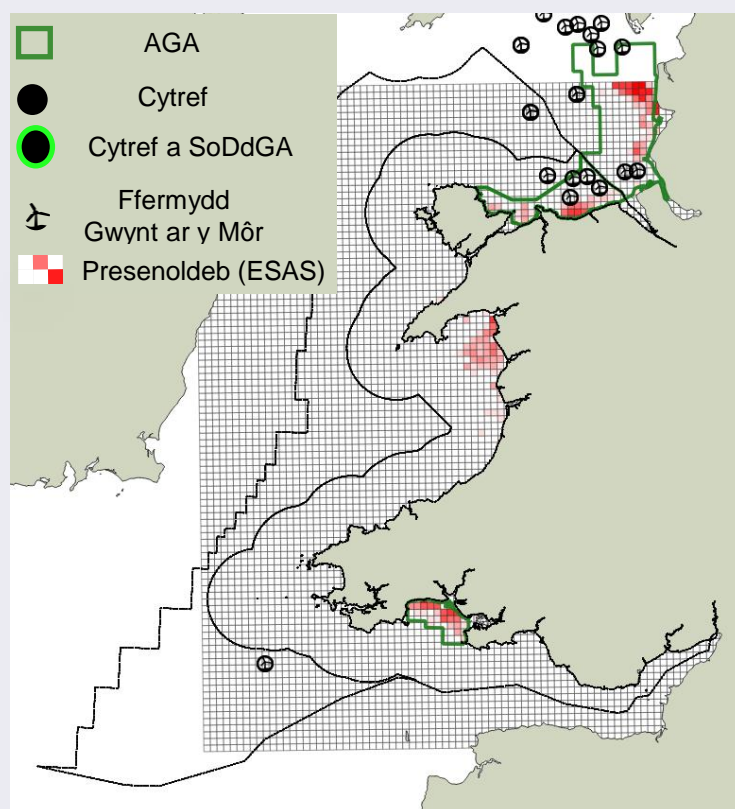 AGA
Cytref
Cytref a SoDdGA
Ffermydd
Gwynt ar y Môr
Presenoldeb (ESAS)